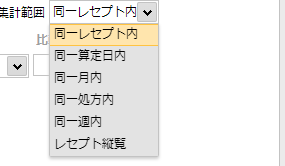 集計範囲 同一レセプト内
同一レセプト内
比
同一算定日内
同一月内
同一処方内
同一週内
レセプト縦覧